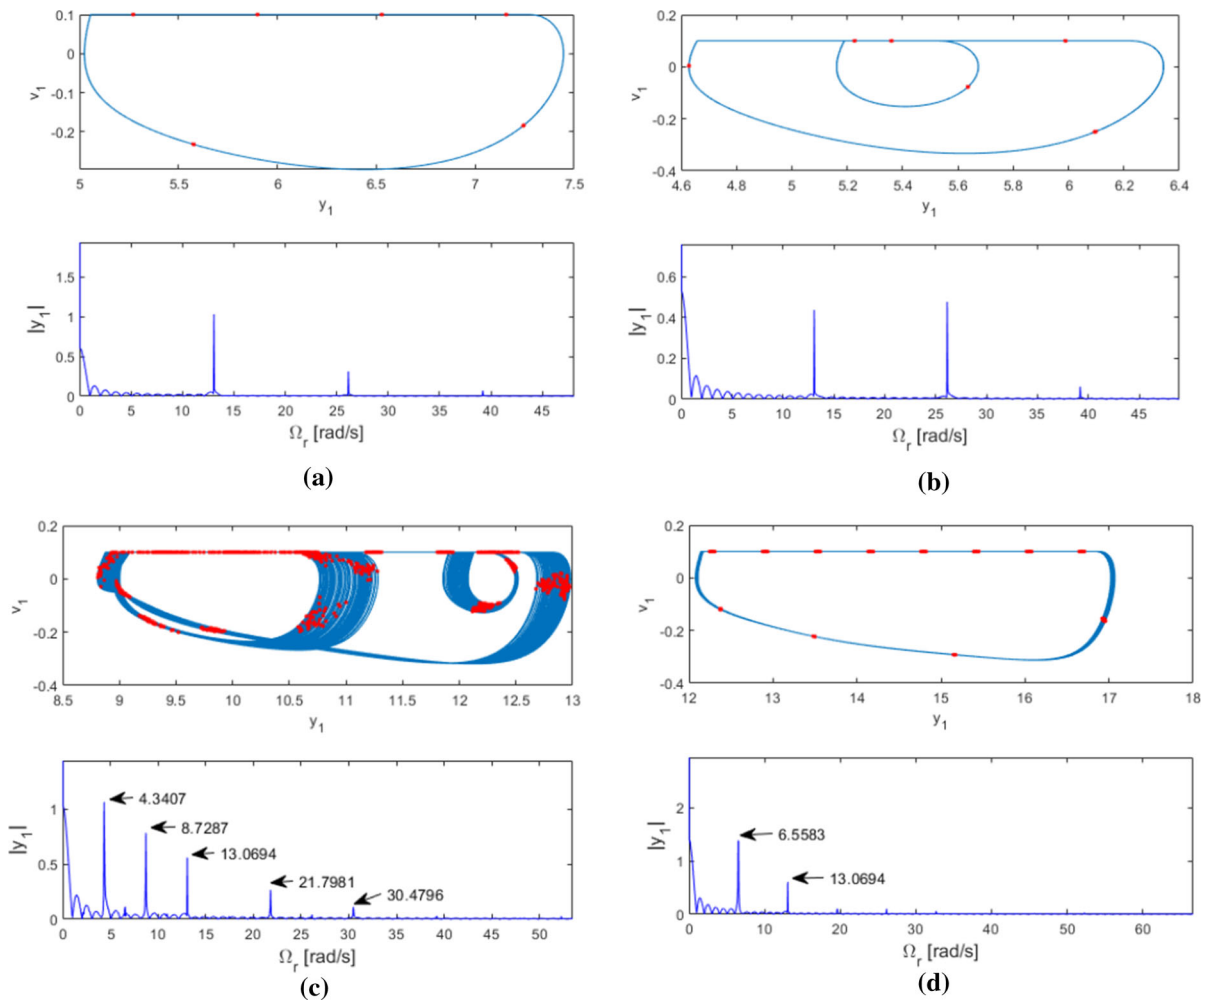 0.1
0
-0.1
-0.2
v1
5
5.5
6
6.5
7
7.5
y1
1.5
1
0.5
0
|y1|
0 5 10 15 20 25 30 35 40 45
Ωr [rad/s]
(a)
0.2
0
-0.2
-0.4
v1
4.6 4.8 5 5.2 5.4 5.6 5.8 6 6.2 6.4
y1
0.6
0.4
0.2
0
|y1|
0 5 10 15 20 25 30 35 40 45
Ωr [rad/s]
(b)
0.2
0
-0.2
-0.4
v1
8.5 9 9.5 10 10.5 11 11.5 12 12.5 13
y1
1
0.5
0
|y1|
4.3407
8.7287
13.0694
21.7981
30.4796
0 5 10 15 20 25 30 35 40 45 50
Ωr [rad/s]
(c)
0.2
0
-0.2
-0.4
v1
12 13 14 15 16 17 18
y1
2
1
0
|y1|
6.5583
13.0694
0 10 20 30 40 50 60
Ωr [rad/s]
(d)